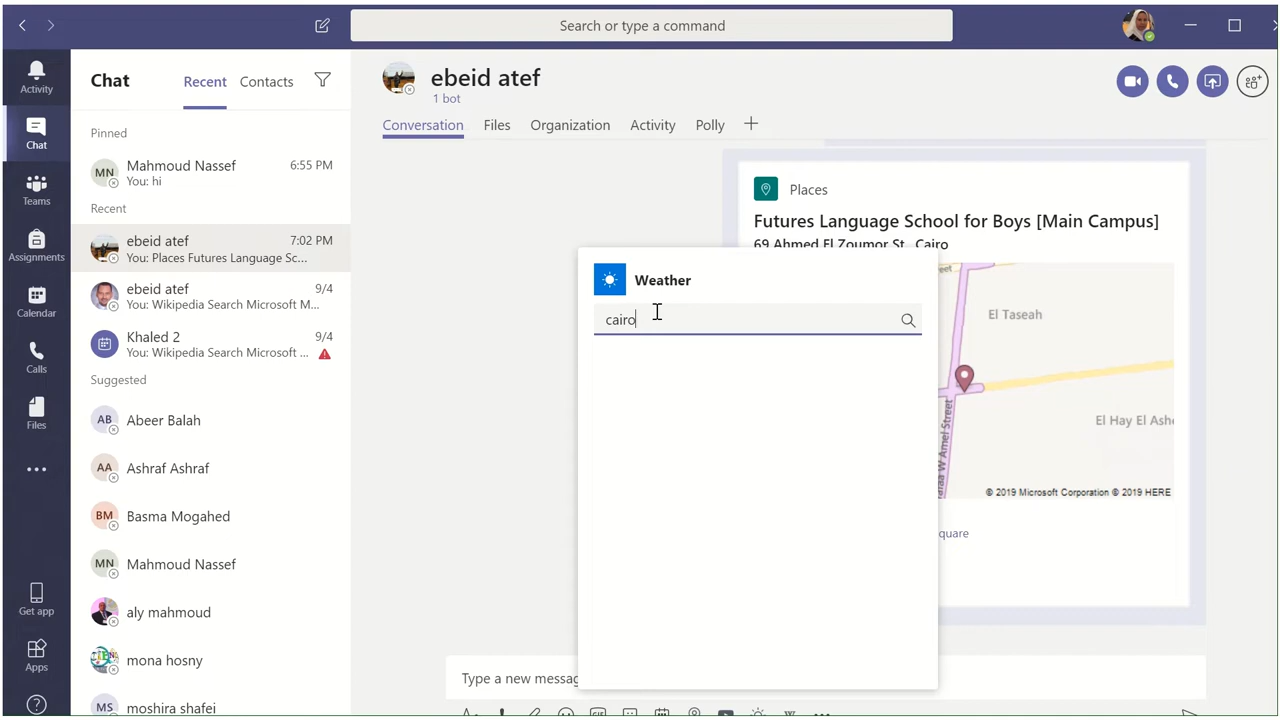 Search or type a command
Activity
Chat
Teams
Assignments
Calendar
Calls
Files
Get app
Apps
Chat
Recent
Contacts
Pinned
MN
Mahmoud Nassef
6:55 PM
You: hi
Recent
ebeid atef
7:02 PM
You: Places Futures Language Sc...
ebeid atef
9/4
You: Wikipedia Search Microsoft M...
Khaled 2
9/4
You: Wikipedia Search Microsoft ...
Suggested
AB
Abeer Balah
AA
Ashraf Ashraf
BM
Basma Mogahed
MN
Mahmoud Nassef
aly mahmoud
mona hosny
MS
moshira shafei
ebeid atef
1 bot
Conversation
Files
Organization
Activity
Polly
Places
Futures Language School for Boys [Main Campus]
69 Ahmed El Zoumor St., Cairo
Weather
cairo
El Taseah
El Hay El Ashe
W Amel Street
© 2019 Microsoft Corporation © 2019 HERE
quare
Type a new messag
GIF